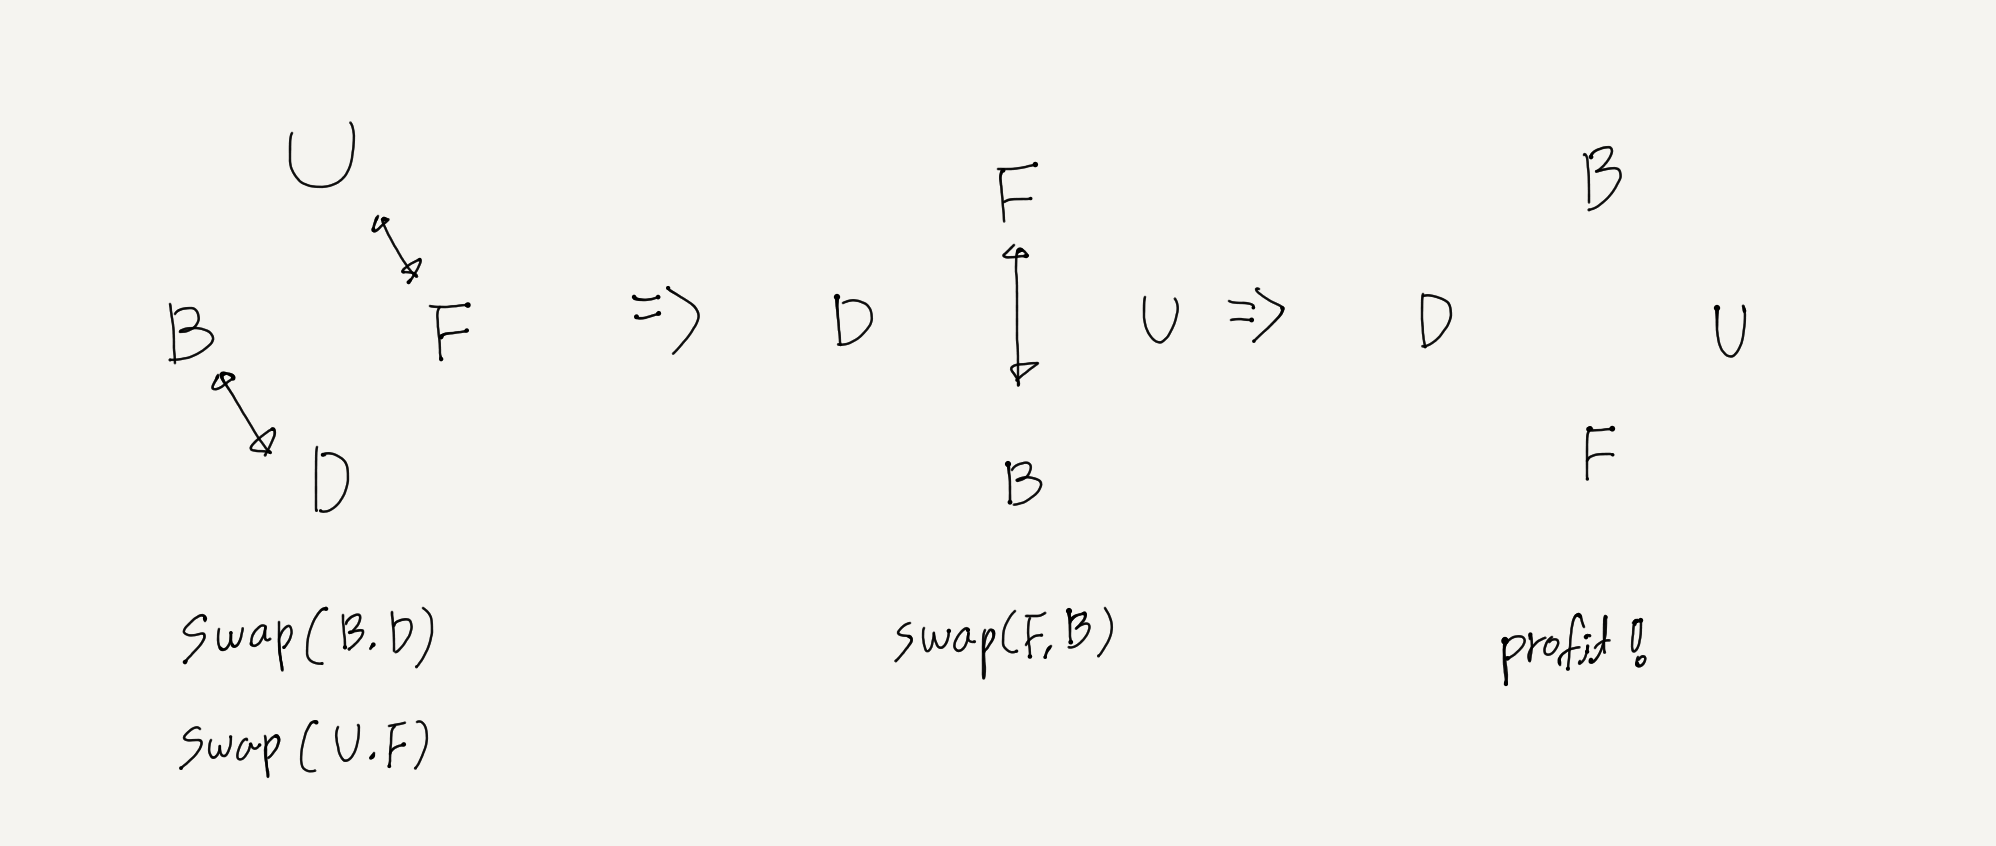 U
B F
D
=>
F
D U
B
=>
B
D U
F
swap(B.D)
swap(U.F)
swap(F,B)
profit!